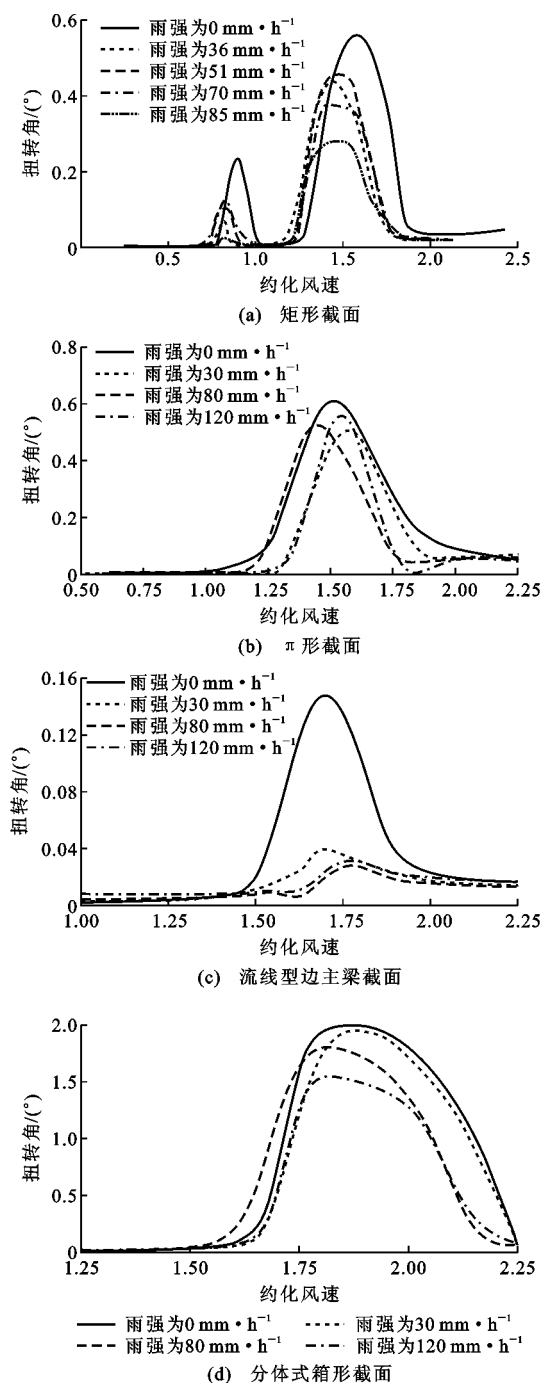 扭转角/(°)
0.6
0.4
0.2
0
雨强为0 mm·h⁻¹
雨强为36 mm·h⁻¹
雨强为51 mm·h⁻¹
雨强为70 mm·h⁻¹
雨强为85 mm·h⁻¹
0.5 1.0 1.5 2.0 2.5
约化风速
(a) 矩形截面
扭转角/(°)
0.8
0.6
0.4
0.2
0
雨强为0 mm·h⁻¹
雨强为30 mm·h⁻¹
雨强为80 mm·h⁻¹
雨强为120 mm·h⁻¹
0.50 0.75 1.00 1.25 1.50 1.75 2.00 2.25
约化风速
(b) π形截面
扭转角/(°)
0.16
0.12
0.08
0.04
0
雨强为0 mm·h⁻¹
雨强为30 mm·h⁻¹
雨强为80 mm·h⁻¹
雨强为120 mm·h⁻¹
1.00 1.25 1.50 1.75 2.00 2.25
约化风速
(c) 流线型边主梁截面
扭转角/(°)
2.0
1.5
1.0
0.5
0
1.25 1.50 1.75 2.00 2.25
约化风速
雨强为0 mm·h⁻¹ 雨强为30 mm·h⁻¹
雨强为80 mm·h⁻¹ 雨强为120 mm·h⁻¹
(d) 分体式箱形截面